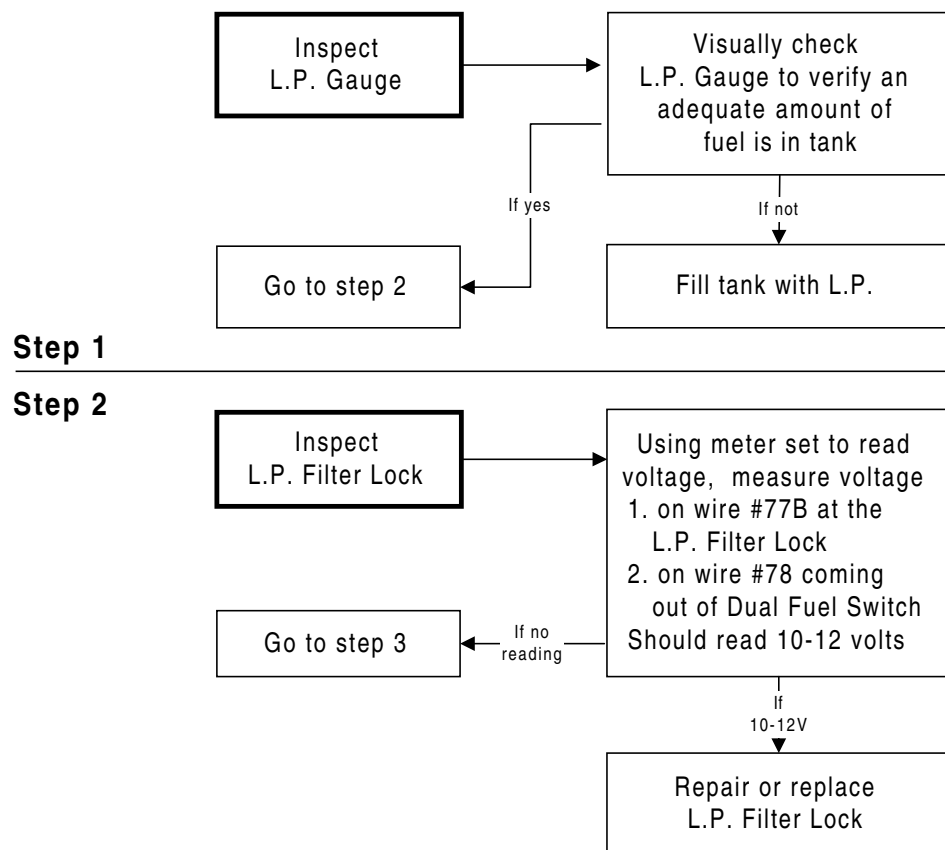 Inspect
L.P. Gauge
Visually check
L.P. Gauge to verify an
adequate amount of
fuel is in tank
If yes
If not
Go to step 2
Fill tank with L.P.
Step 1
Step 2
Inspect
L.P. Filter Lock
Using meter set to read
voltage, measure voltage
1. on wire #77B at the
L.P. Filter Lock
2. on wire #78 coming
out of Dual Fuel Switch
Should read 10-12 volts
If no
reading
Go to step 3
If
10-12V
Repair or replace
L.P. Filter Lock